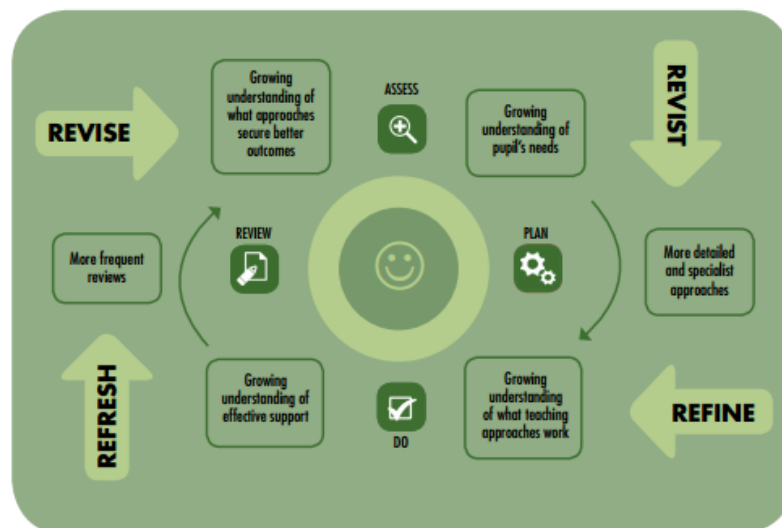 REVISE
Growing
understanding of
what approaches
secure better
outcomes
ASSESS
Growing
understanding of
pupil's needs
REVIST
More frequent
reviews
REVIEW
PLAN
More detailed
and specialist
approaches
REFRESH
Growing
understanding of
effective support
DO
Growing
understanding
of what teaching
approaches work
REFINE